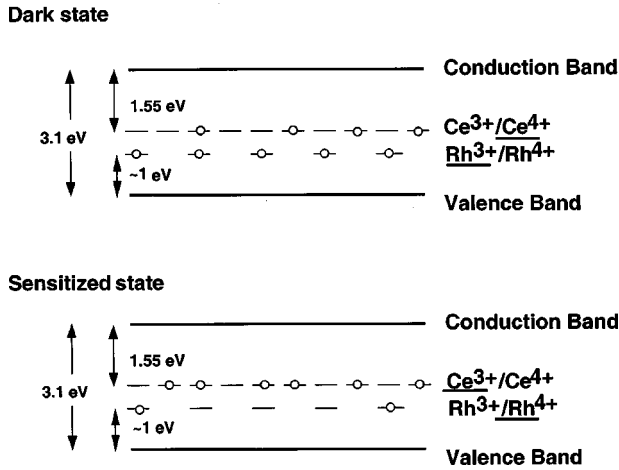 Dark state
Conduction Band
1.55 eV
3.1 eV
Ce3+/Ce4+
Rh3+/Rh4+
~1 eV
Valence Band
Sensitized state
Conduction Band
1.55 eV
3.1 eV
Ce3+/Ce4+
Rh3+/Rh4+
~1 eV
Valence Band